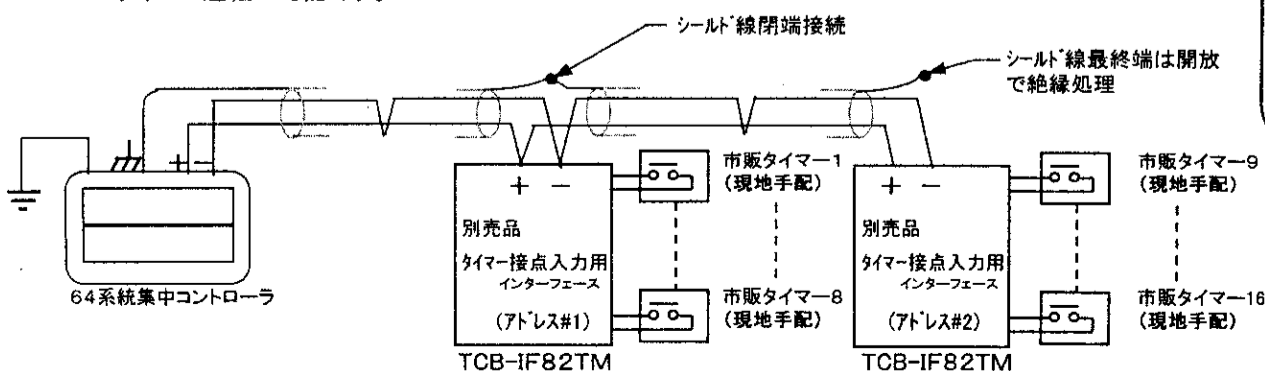 シールド線閉端接続
シールド線最終端は開放
で絶縁処理
+ −
64系統集中コントローラ
+ −
別売品
タイマー接点入力用
インターフェース
(アドレス#1)
TCB-IF82TM
市販タイマー1
(現地手配)
市販タイマー8
(現地手配)
+ −
別売品
タイマー接点入力用
インターフェース
(アドレス#2)
TCB-IF82TM
市販タイマー9
(現地手配)
市販タイマー16
(現地手配)